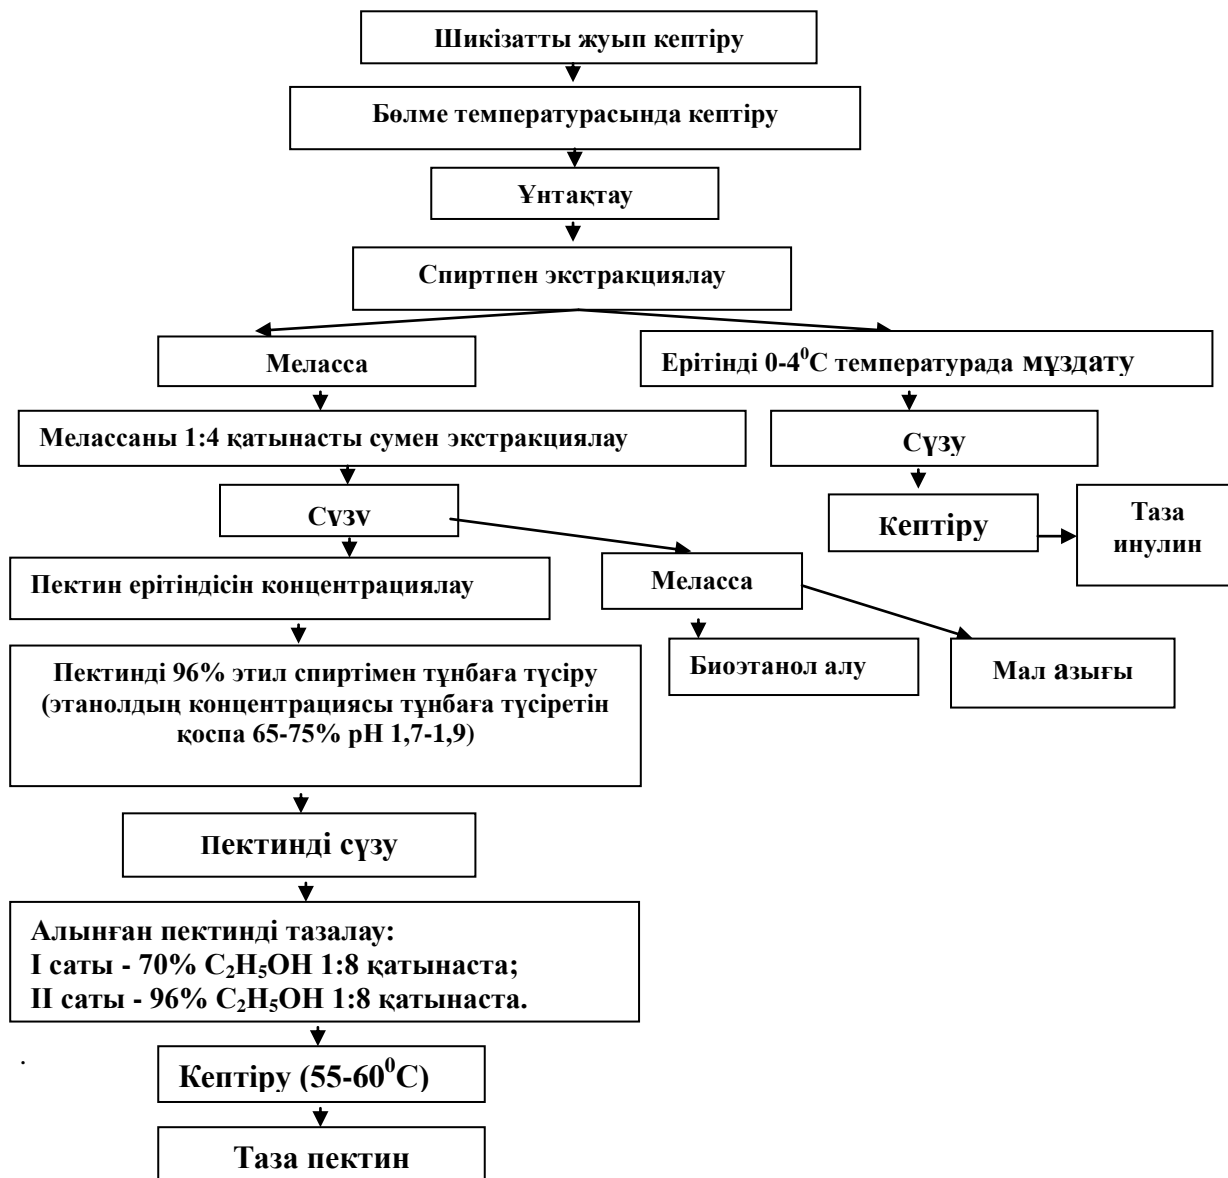 Шикізатты жуып кептіру
Бөлме температурасында кептіру
Ұнтақтау
Спиртпен экстракциялау
Меласса
Ерітінді 0-4⁰С температурада мұздату
Мелассаны 1:4 қатынасты сумен экстракциялау
Сүзу
Сүзу
Кептіру
Таза
инулин
Пектин ерітіндісін концентрациялау
Меласса
Биоэтанол алу
Мал азығы
Пектинді 96% этил спиртімен тұнбаға түсіру
(этанолдың концентрациясы тұнбаға түсіретін
қоспа 65-75% рН 1,7-1,9)
Пектинді сүзу
Алынған пектинді тазалау:
I саты - 70% C₂H₅OH 1:8 қатынаста;
II саты - 96% C₂H₅OH 1:8 қатынаста.
.
Кептіру (55-60⁰С)
Таза пектин